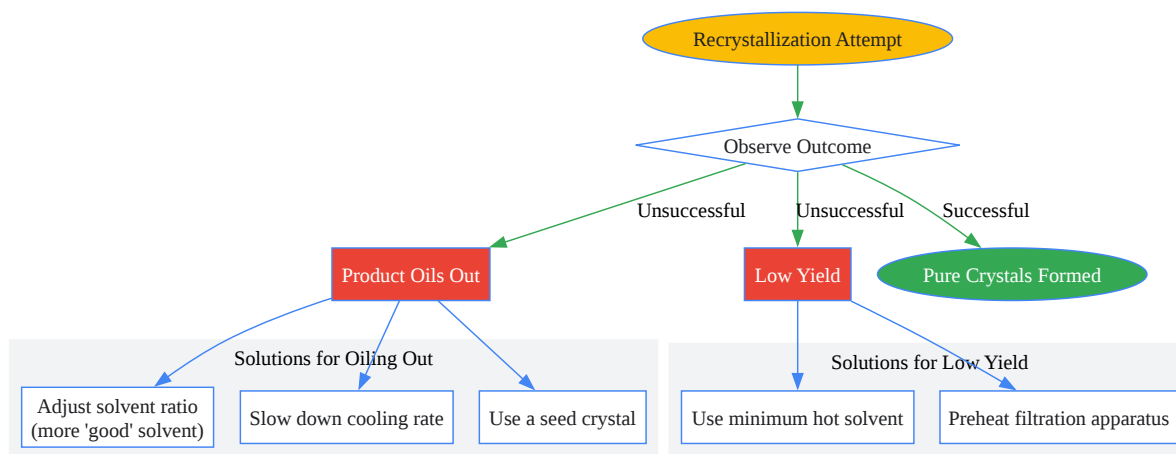 Recrystallization Attempt
Observe Outcome
Unsuccessful
Unsuccessful
Successful
Product Oils Out
Low Yield
Pure Crystals Formed
Solutions for Oiling Out
Solutions for Low Yield
Adjust solvent ratio
(more 'good' solvent)
Slow down cooling rate
Use a seed crystal
Use minimum hot solvent
Preheat filtration apparatus